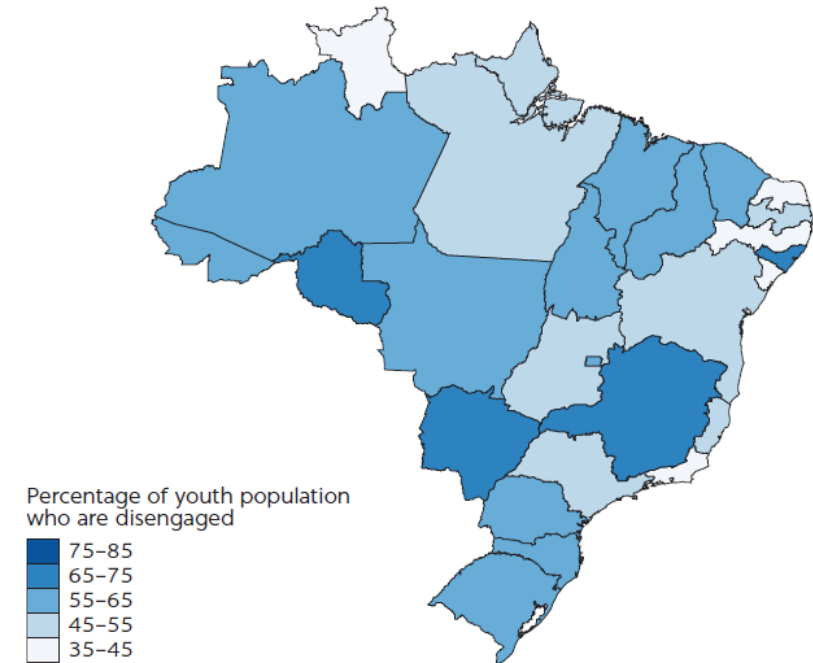 Percentage of youth population
who are disengaged
75–85
65–75
55–65
45–55
35–45